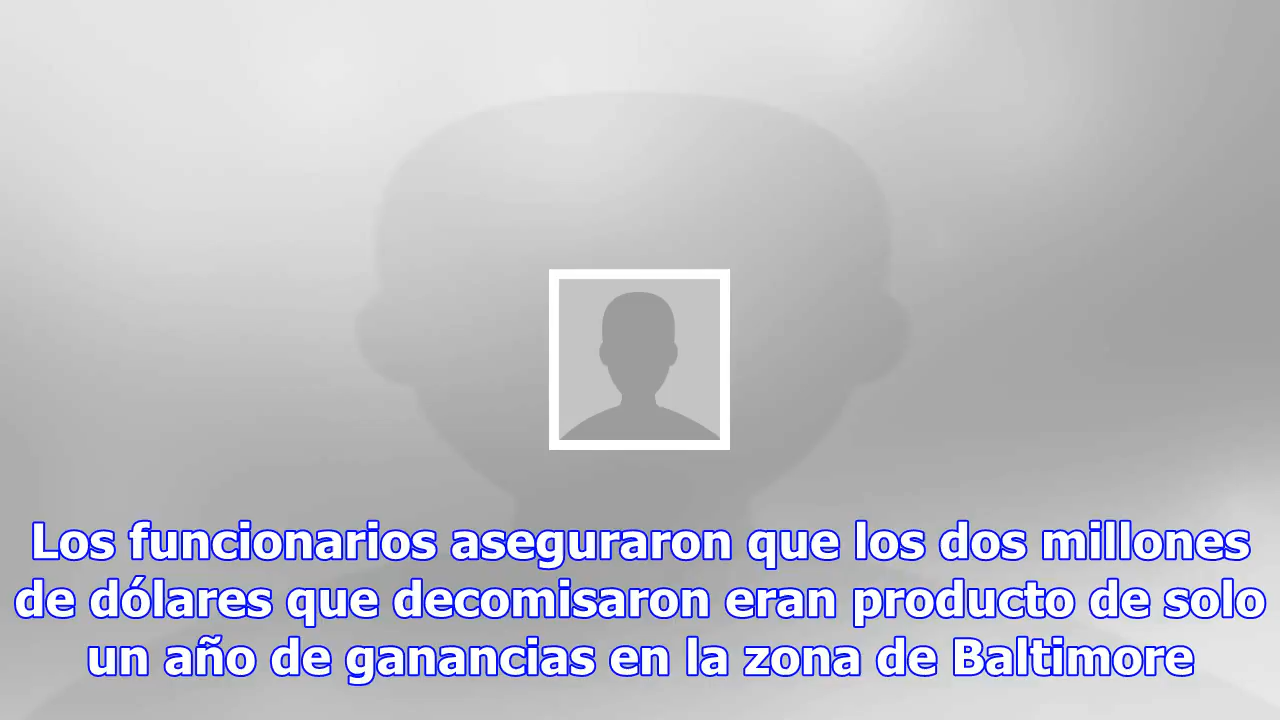 Los funcionarios aseguraron que los dos millones
de dólares que decomisaron eran producto de solo
un año de ganancias en la zona de Baltimore